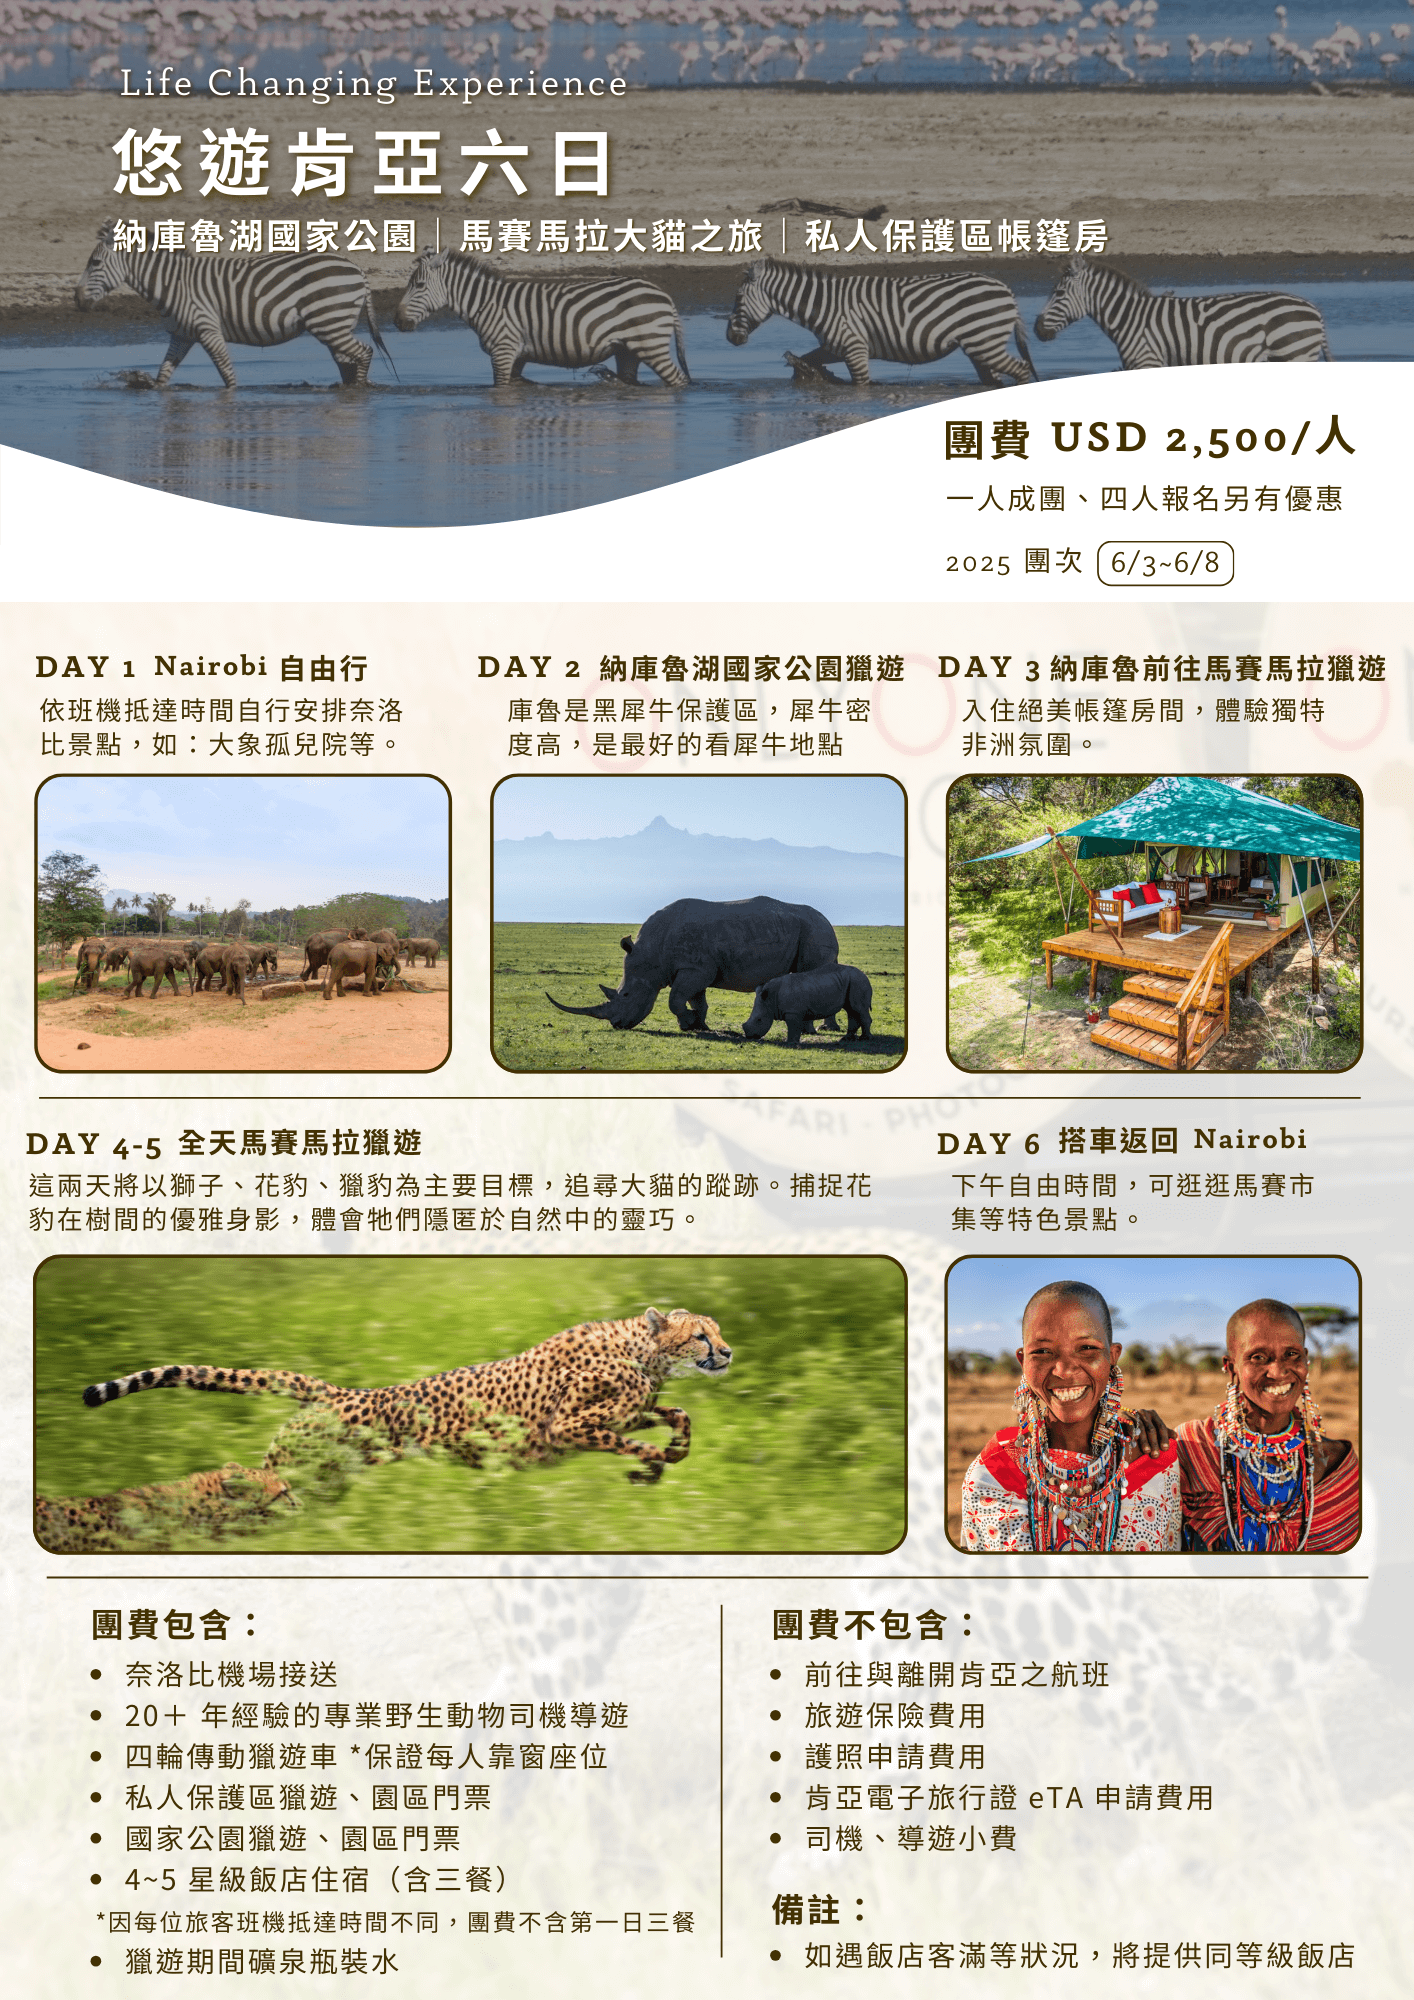 Life Changing Experience
悠遊肯亞六日
納庫魯湖國家公園｜馬賽馬拉大貓之旅｜私人保護區帳篷房
團費 USD 2,500/人
一人成團、四人報名另有優惠
2025 團次 6/3~6/8
DAY 1 Nairobi 自由行
依班機抵達時間自行安排奈洛
比景點，如：大象孤兒院等。
DAY 2 納庫魯湖國家公園獵遊
庫魯是黑犀牛保護區，犀牛密
度高，是最好的看犀牛地點
DAY 3 納庫魯前往馬賽馬拉獵遊
入住絕美帳篷房間，體驗獨特
非洲氛圍。
ONLY ONE
SAFARI · PHOTO
DAY 4-5 全天馬賽馬拉獵遊
這兩天將以獅子、花豹、獵豹為主要目標，追尋大貓的蹤跡。捕捉花
豹在樹間的優雅身影，體會牠們隱匿於自然中的靈巧。
DAY 6 搭車返回 Nairobi
下午自由時間，可逛逛馬賽市
集等特色景點。
團費包含：
• 奈洛比機場接送
• 20＋ 年經驗的專業野生動物司機導遊
• 四輪傳動獵遊車 *保證每人靠窗座位
• 私人保護區獵遊、園區門票
• 國家公園獵遊、園區門票
• 4~5 星級飯店住宿（含三餐）
*因每位旅客班機抵達時間不同，團費不含第一日三餐
• 獵遊期間礦泉瓶裝水
團費不包含：
• 前往與離開肯亞之航班
• 旅遊保險費用
• 護照申請費用
• 肯亞電子旅行證 eTA 申請費用
• 司機、導遊小費
備註：
• 如遇飯店客滿等狀況，將提供同等級飯店